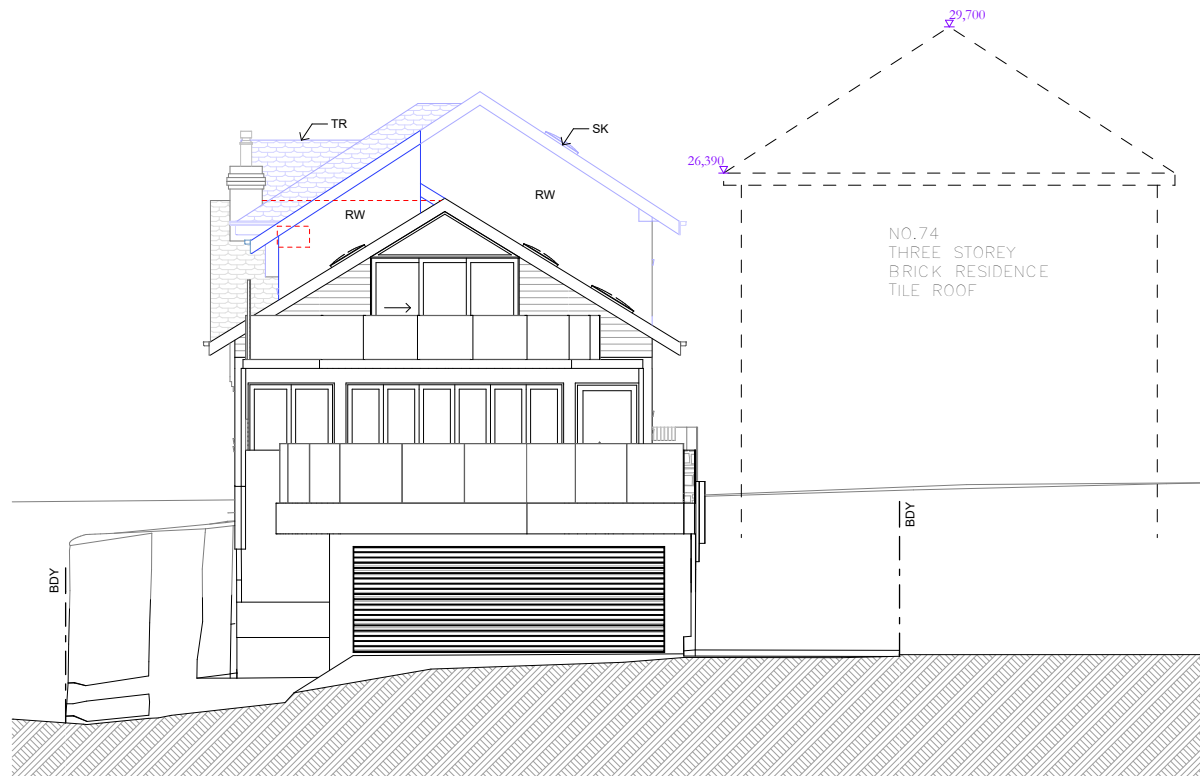 29,700
TR
SK
26,390
RW
RW
NO.74
THREE STOREY
BRICK RESIDENCE
TILE ROOF
BDY
BDY